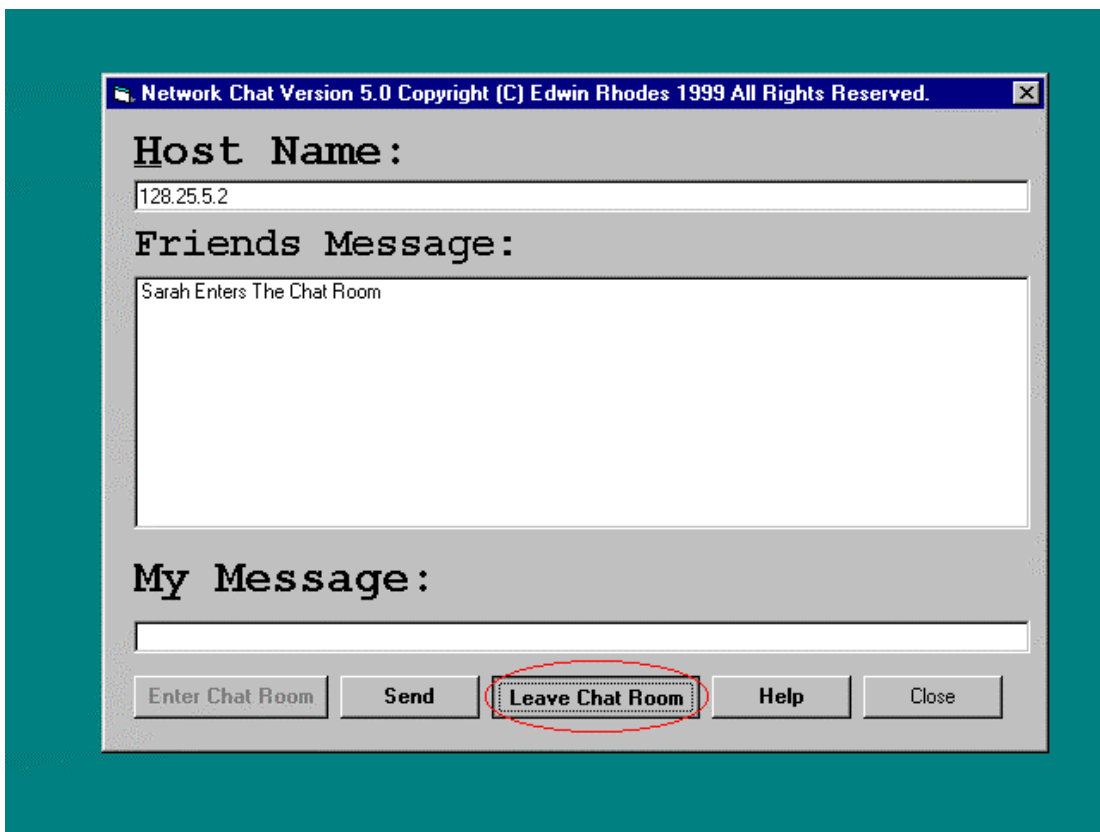 Network Chat Version 5.0 Copyright (C) Edwin Rhodes 1999 All Rights Reserved.
Host Name:
128.25.5.2
Friends Message:
Sarah Enters The Chat Room
My Message:
Enter Chat Room Send Leave Chat Room Help Close